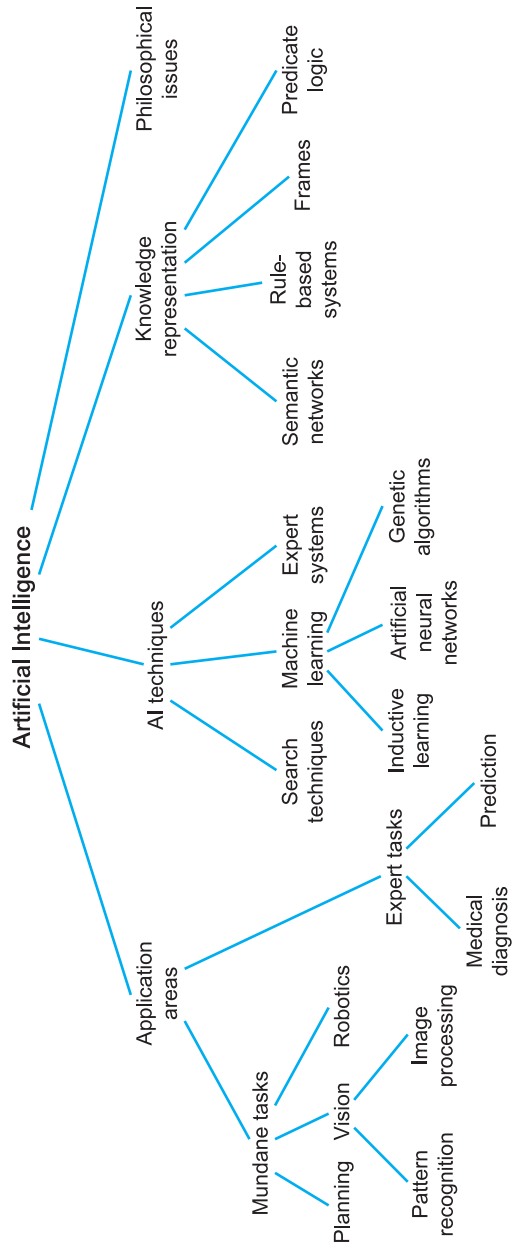 Artificial Intelligence
Application
areas
AI techniques
Knowledge
representation
Philosophical
issues
Mundane tasks
Expert tasks
Search
techniques
Machine
learning
Expert
systems
Semantic
networks
Rule-
based
systems
Frames
Predicate
logic
Planning
Vision
Robotics
Medical
diagnosis
Prediction
Inductive
learning
Artificial
neural
networks
Genetic
algorithms
Pattern
recognition
Image
processing